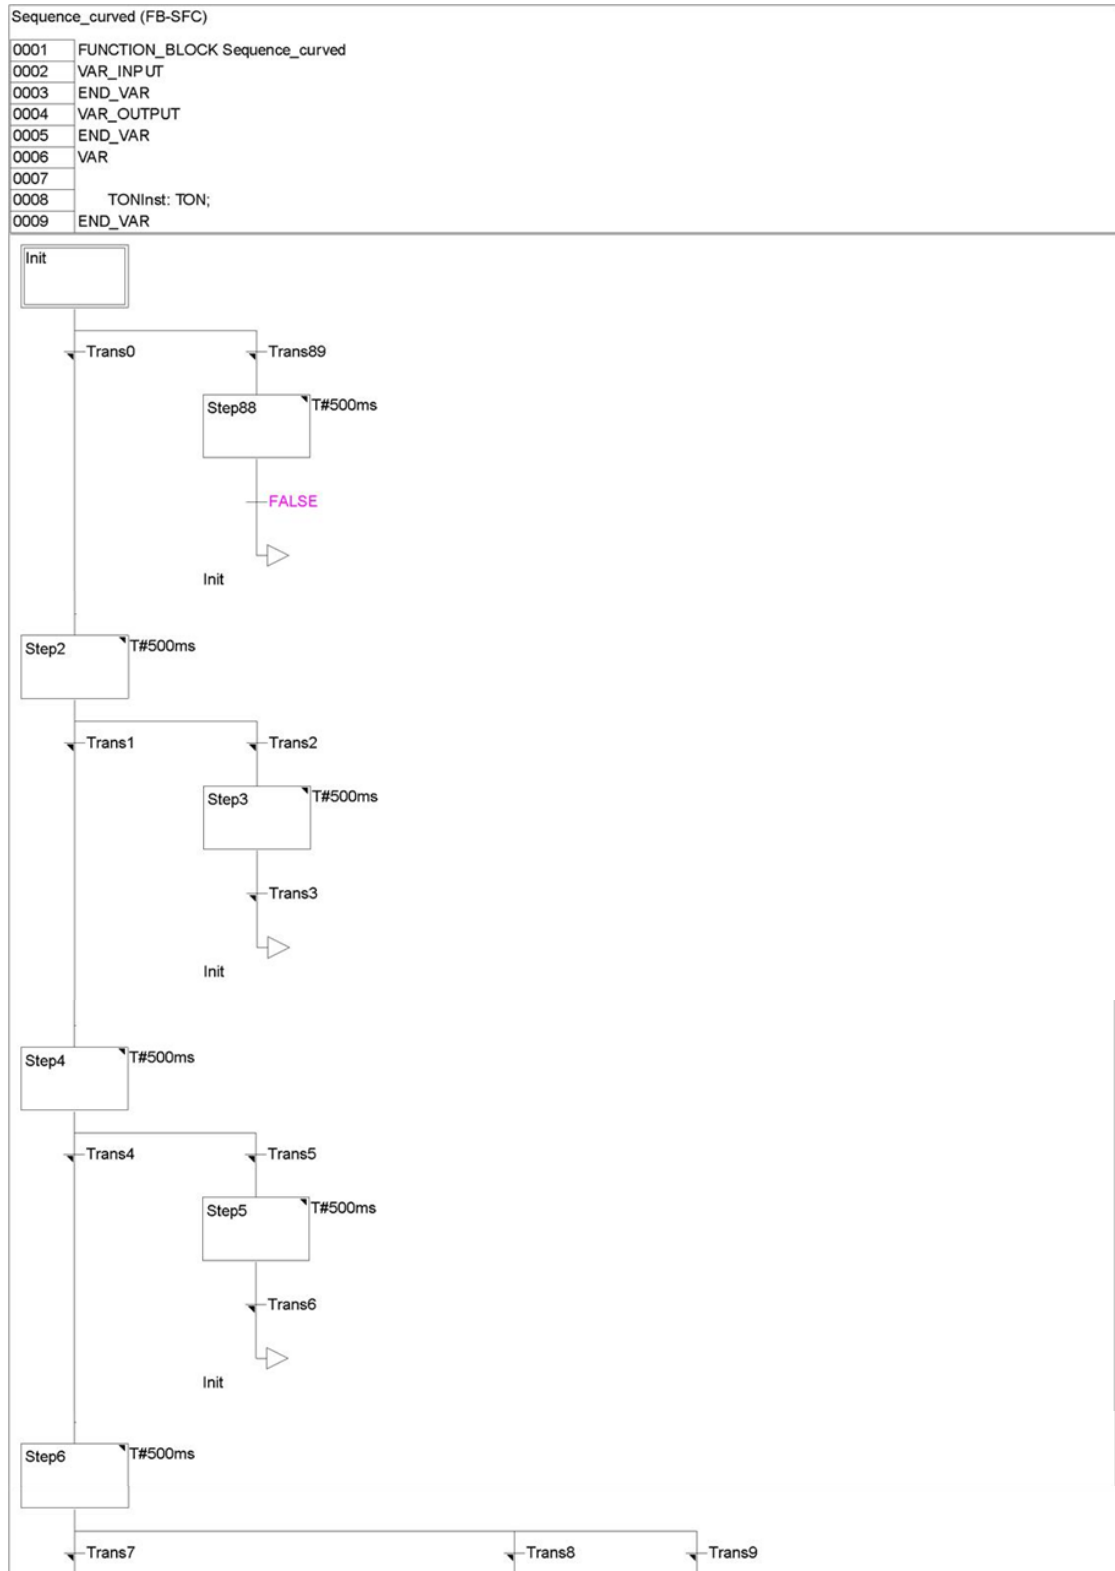 Sequence_curved (FB-SFC)
0001 FUNCTION_BLOCK Sequence_curved
0002 VAR_INPUT
0003 END_VAR
0004 VAR_OUTPUT
0005 END_VAR
0006 VAR
0007
0008 TONInst: TON;
0009 END_VAR
Init
Trans0 Trans89
Step88 T#500ms
FALSE
Init
Step2 T#500ms
Trans1 Trans2
Step3 T#500ms
Trans3
Init
Step4 T#500ms
Trans4 Trans5
Step5 T#500ms
Trans6
Init
Step6 T#500ms
Trans7 Trans8 Trans9